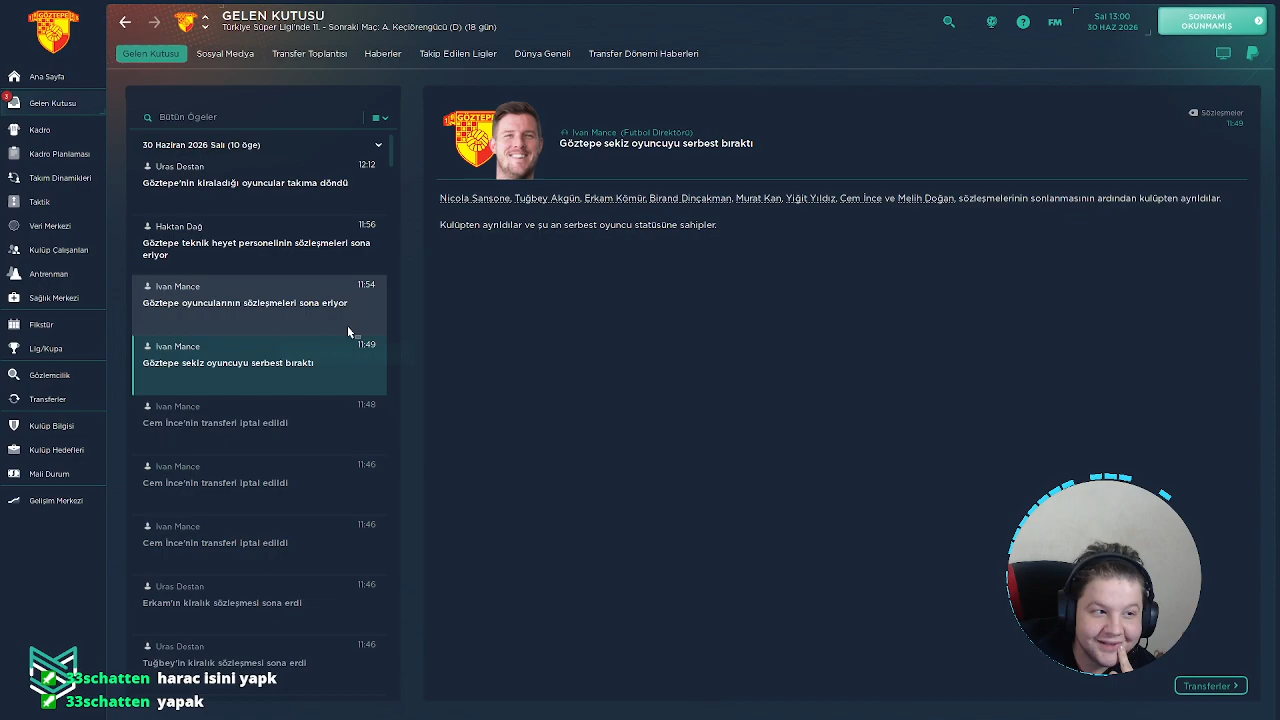 GÖZTEPE
GELEN KUTUSU
Türkiye Süper Ligi'nde 11. - Sonraki Maç: A. Keçiörengücü (D) (18 gün)
FM
Sal 13:00
30 HAZ 2026
SONRAKİ
OKUNMAMIŞ
Gelen Kutusu
Sosyal Medya
Transfer Toplantısı
Haberler
Takip Edilen Ligler
Dünya Geneli
Transfer Dönemi Haberleri
Ana Sayfa
3
Gelen Kutusu
Kadro
Kadro Planlaması
Takım Dinamikleri
Taktik
Veri Merkezi
Kulüp Çalışanları
Antrenman
Sağlık Merkezi
Fikstür
Lig/Kupa
Gözlemcilik
Transferler
Kulüp Bilgisi
Kulüp Hedefleri
Mali Durum
Gelişim Merkezi
Bütün Ögeler
30 Haziran 2026 Salı (10 öge)
Uras Destan 12:12
Göztepe'nin kiraladığı oyuncular takıma döndü
Haktan Dağ 11:56
Göztepe teknik heyet personelinin sözleşmeleri sona
eriyor
Ivan Mance 11:54
Göztepe oyuncularının sözleşmeleri sona eriyor
Ivan Mance 11:49
Göztepe sekiz oyuncuyu serbest bıraktı
Ivan Mance 11:48
Cem İnce'nin transferi iptal edildi
Ivan Mance 11:46
Cem İnce'nin transferi iptal edildi
Ivan Mance 11:46
Cem İnce'nin transferi iptal edildi
Uras Destan 11:46
Erkam'ın kiralık sözleşmesi sona erdi
Uras Destan 11:46
Tuğbey'in kiralık sözleşmesi sona erdi
GÖZTEPE
Ivan Mance (Futbol Direktörü)
Göztepe sekiz oyuncuyu serbest bıraktı
Sözleşmeler
11:49
Nicola Sansone, Tuğbey Akgün, Erkam Kömür, Birand Dinçakman, Murat Kan, Yiğit Yıldız, Cem İnce ve Melih Doğan, sözleşmelerinin sonlanmasının ardından kulüpten ayrıldılar.
Kulüpten ayrıldılar ve şu an serbest oyuncu statüsüne sahipler.
Transferler
33schatten harac isini yapk
33schatten yapak